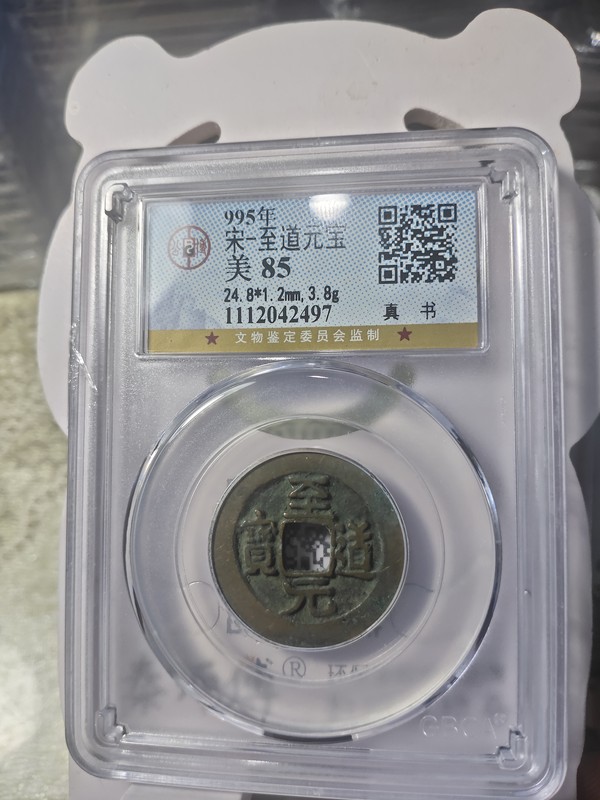 995年
宋-至道元宝
美 85
24.8*1.2mm, 3.8g
1112042497
真 书
★ 文物鉴定委员会监制 ★
至
寶 道
元
®